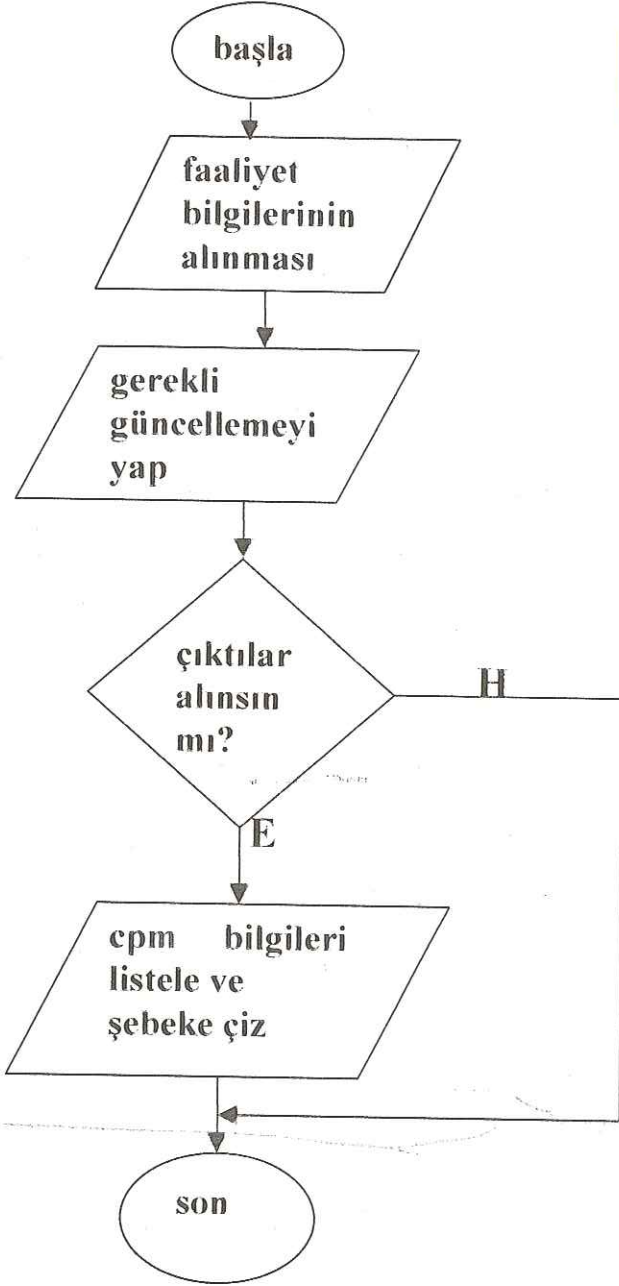 başla
faaliyet
bilgilerinin
alınması
gerekli
güncellemeyi
yap
çıktılar
alınsın
mı?
H
E
cpm bilgileri
listele ve
şebeke çiz
son